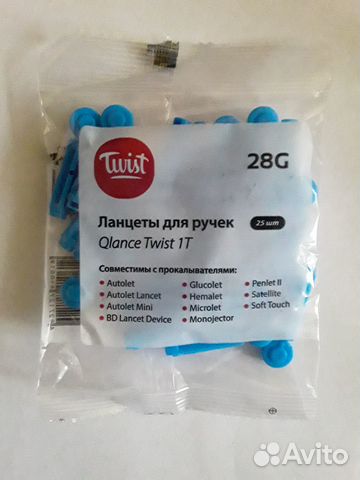 Twist
28G
Ланцеты для ручек
25 шт
Qlance Twist 1T
Совместимы с прокалывателями:
• Autolet
• Autolet Lancet
• Autolet Mini
• BD Lancet Device
• Glucolet
• Hemalet
• Microlet
• Monojector
• Penlet II
• Satellite
• Soft Touch
Avito